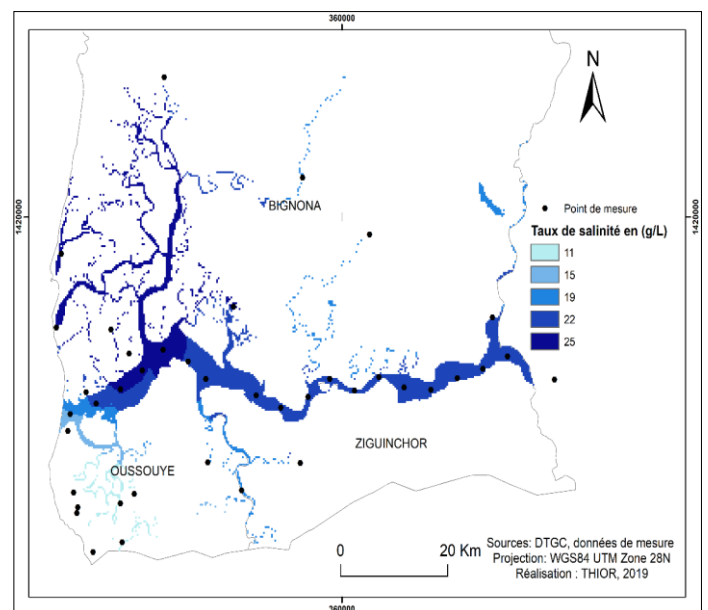 360000
N
BIGNONA
1420000
1420000
Point de mesure
Taux de salinité en (g/L)
11
15
19
22
25
ZIGUINCHOR
OUSSOUYE
0 20 Km
Sources: DTGC, données de mesure
Projection: WGS84 UTM Zone 28N
Réalisation : THIOR, 2019
360000